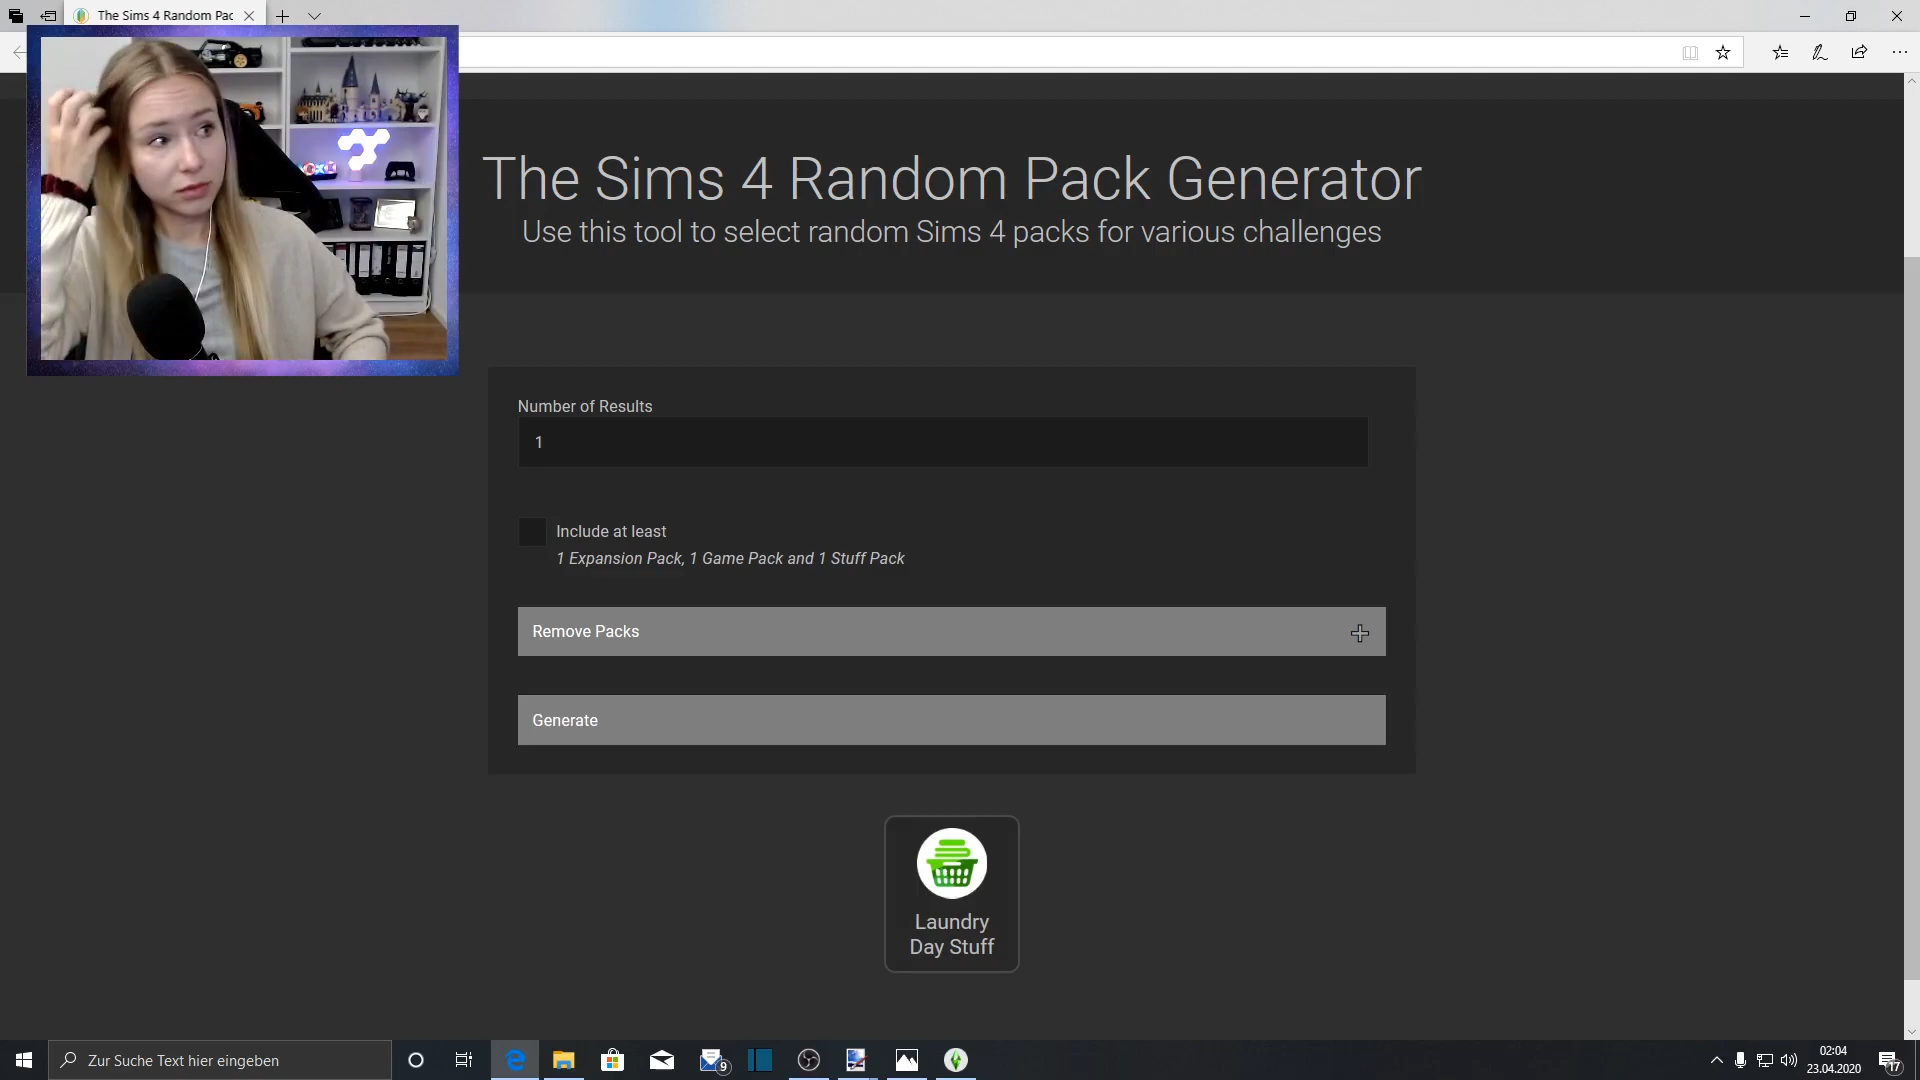 The Sims 4 Random Pac
The Sims 4 Random Pack Generator
Use this tool to select random Sims 4 packs for various challenges
Number of Results
1
Include at least
1 Expansion Pack, 1 Game Pack and 1 Stuff Pack
Remove Packs
Generate
Laundry
Day Stuff
Zur Suche Text hier eingeben
9
02:04
23.04.2020
17